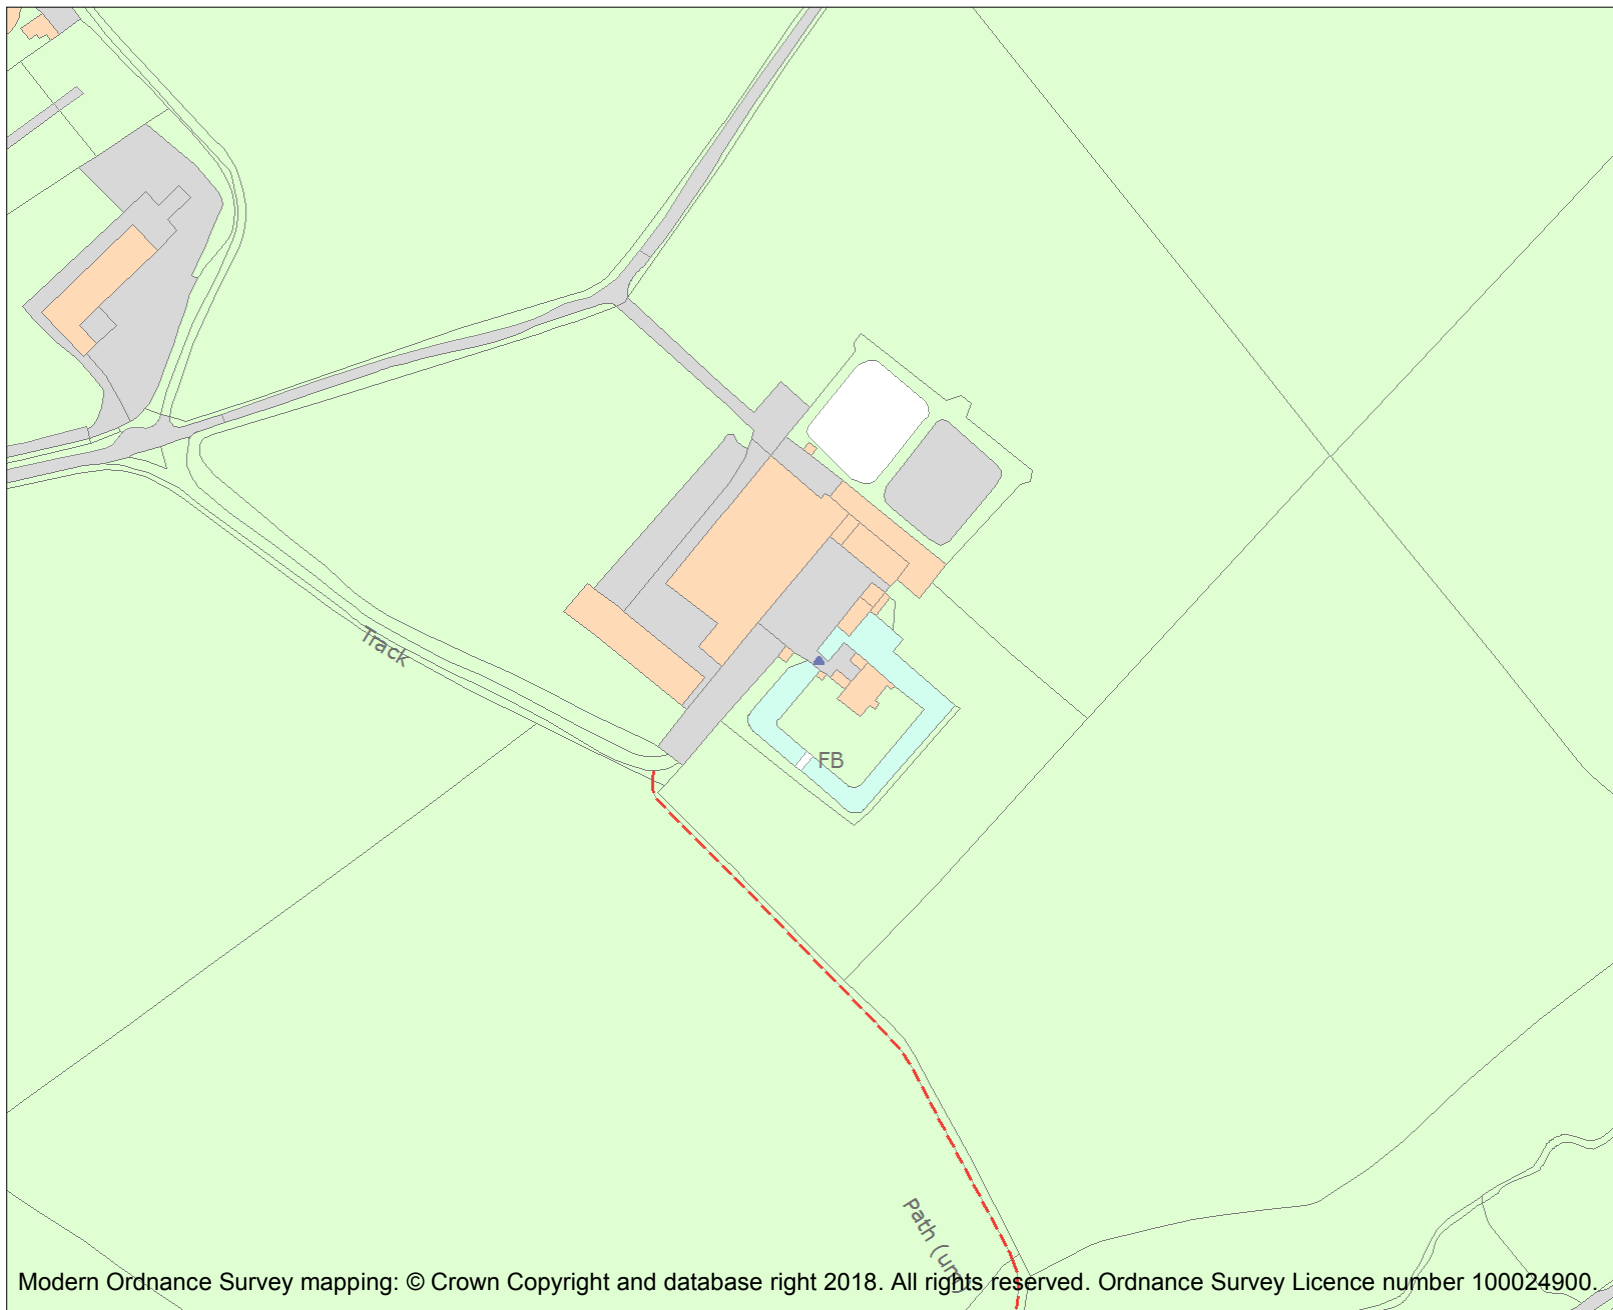 Track
FB
Path (um)
Modern Ordnance Survey mapping: © Crown Copyright and database right 2018. All rights reserved. Ordnance Survey Licence number 100024900.